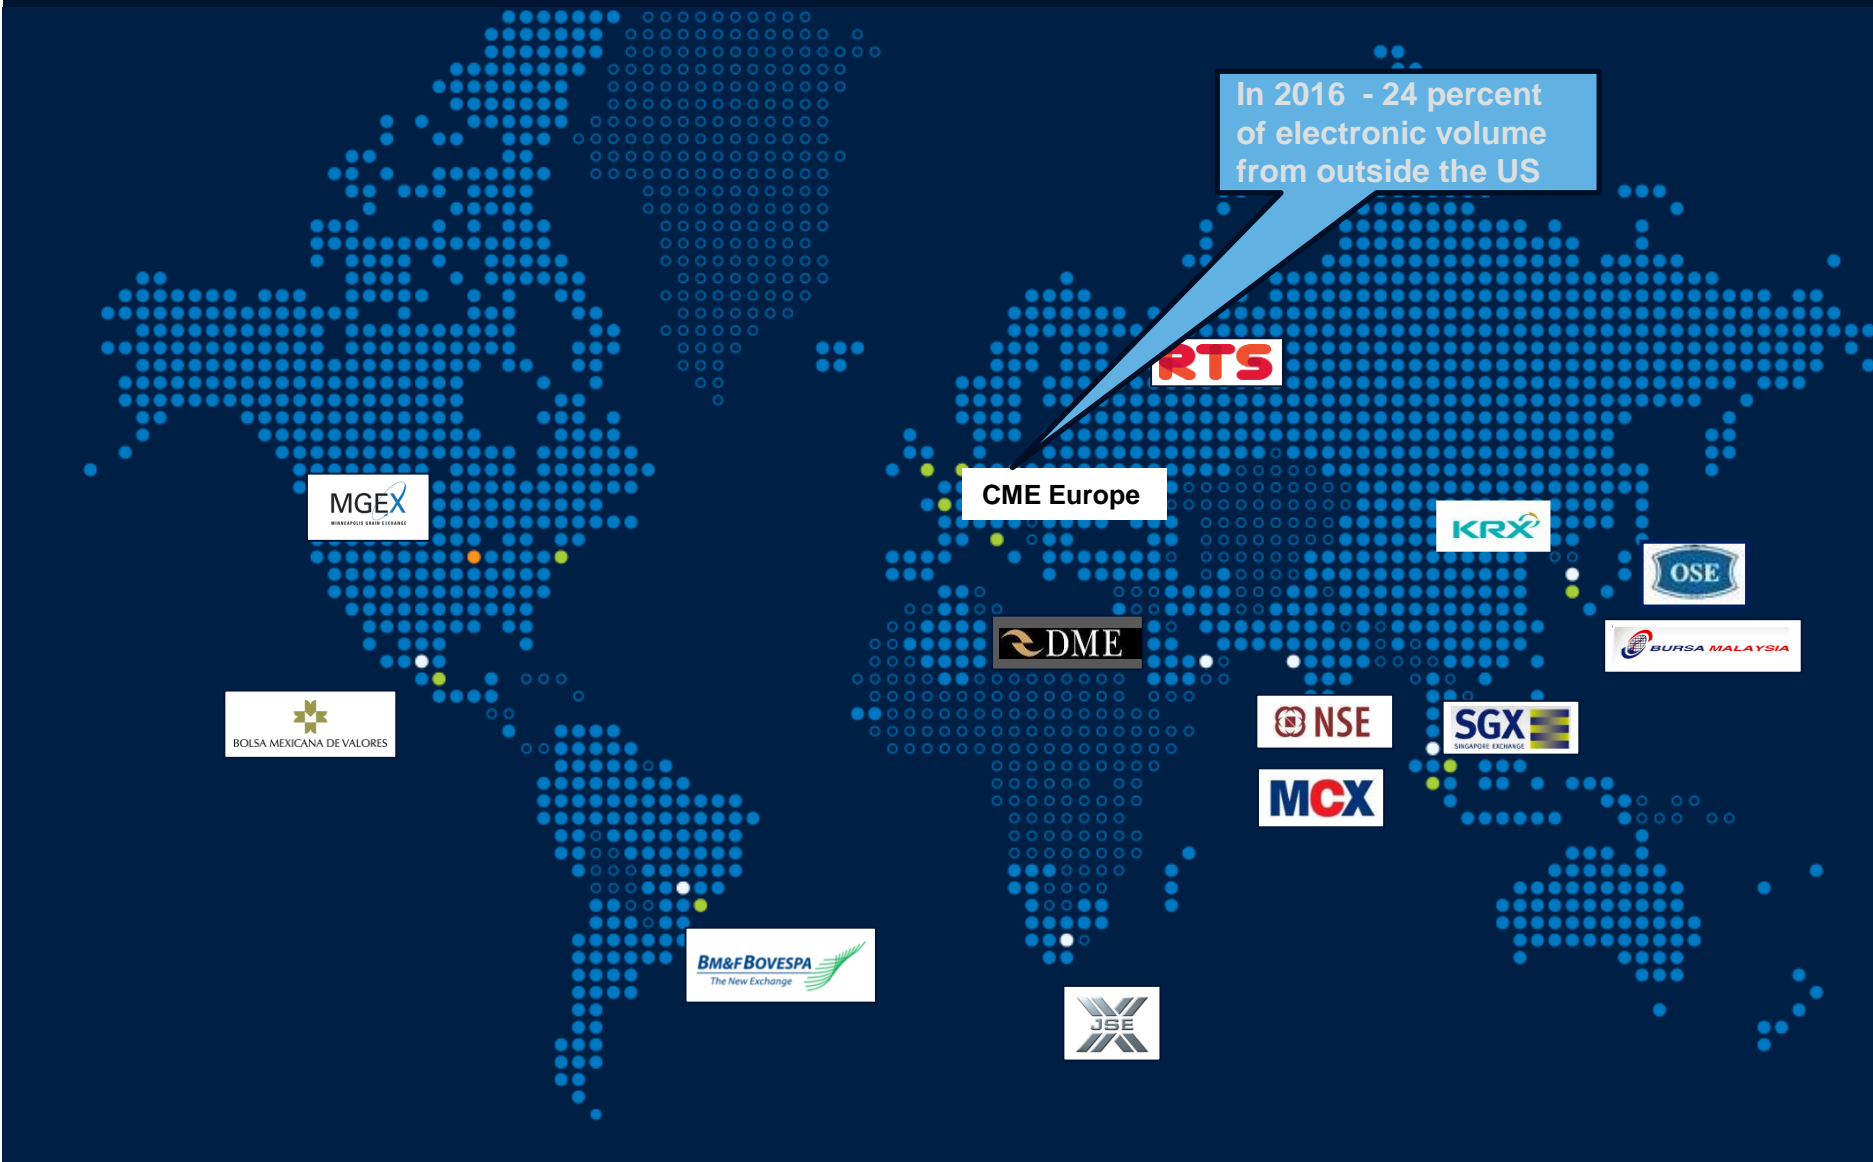 In 2016 - 24 percent
of electronic volume
from outside the US
RTS
CME Europe
MGEX
MINNEAPOLIS GRAIN EXCHANGE
KRX
OSE
DME
BURSA MALAYSIA
BOLSA MEXICANA DE VALORES
NSE
SGX
SINGAPORE EXCHANGE
MCX
BM&FBOVESPA
The New Exchange
JSE